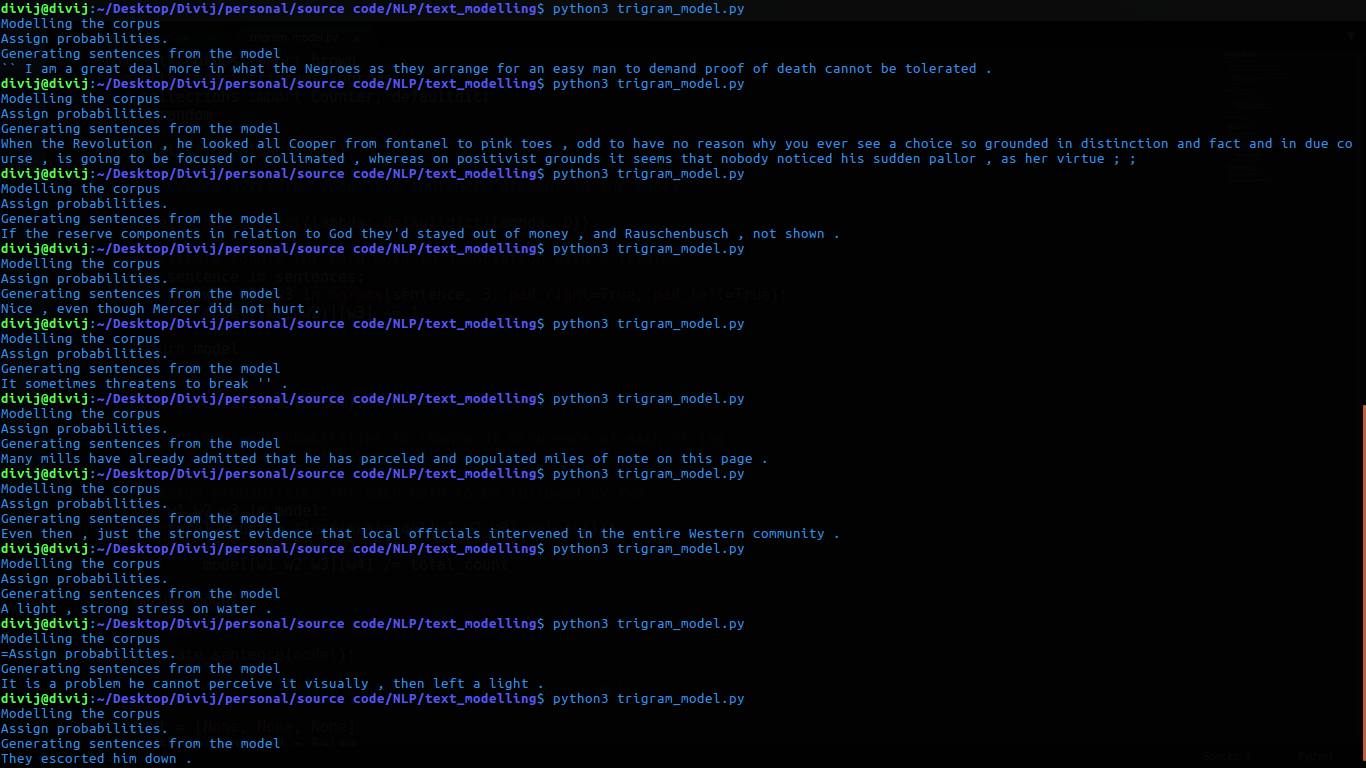 divij@divij:~/Desktop/Divij/personal/source code/NLP/text_modelling$ python3 trigram_model.py
Modelling the corpus
Assign probabilities.
Generating sentences from the model
`` I am a great deal more in what the Negroes as they arrange for an easy man to demand proof of death cannot be tolerated .
divij@divij:~/Desktop/Divij/personal/source code/NLP/text_modelling$ python3 trigram_model.py
Modelling the corpus
Assign probabilities.
Generating sentences from the model
When the Revolution , he looked all Cooper from fontanel to pink toes , odd to have no reason why you ever see a choice so grounded in distinction and fact and in due co
urse , is going to be focused or collimated , whereas on positivist grounds it seems that nobody noticed his sudden pallor , as her virtue ; ;
divij@divij:~/Desktop/Divij/personal/source code/NLP/text_modelling$ python3 trigram_model.py
Modelling the corpus
Assign probabilities.
Generating sentences from the model
If the reserve components in relation to God they'd stayed out of money , and Rauschenbusch , not shown .
divij@divij:~/Desktop/Divij/personal/source code/NLP/text_modelling$ python3 trigram_model.py
Modelling the corpus
Assign probabilities.
Generating sentences from the model
Nice , even though Mercer did not hurt .
divij@divij:~/Desktop/Divij/personal/source code/NLP/text_modelling$ python3 trigram_model.py
Modelling the corpus
Assign probabilities.
Generating sentences from the model
It sometimes threatens to break '' .
divij@divij:~/Desktop/Divij/personal/source code/NLP/text_modelling$ python3 trigram_model.py
Modelling the corpus
Assign probabilities.
Generating sentences from the model
Many mills have already admitted that he has parceled and populated miles of note on this page .
divij@divij:~/Desktop/Divij/personal/source code/NLP/text_modelling$ python3 trigram_model.py
Modelling the corpus
Assign probabilities.
Generating sentences from the model
Even then , just the strongest evidence that local officials intervened in the entire Western community .
divij@divij:~/Desktop/Divij/personal/source code/NLP/text_modelling$ python3 trigram_model.py
Modelling the corpus
Assign probabilities.
Generating sentences from the model
A light , strong stress on water .
divij@divij:~/Desktop/Divij/personal/source code/NLP/text_modelling$ python3 trigram_model.py
Modelling the corpus
=Assign probabilities.
Generating sentences from the model
It is a problem he cannot perceive it visually , then left a light .
divij@divij:~/Desktop/Divij/personal/source code/NLP/text_modelling$ python3 trigram_model.py
Modelling the corpus
Assign probabilities.
Generating sentences from the model
They escorted him down .